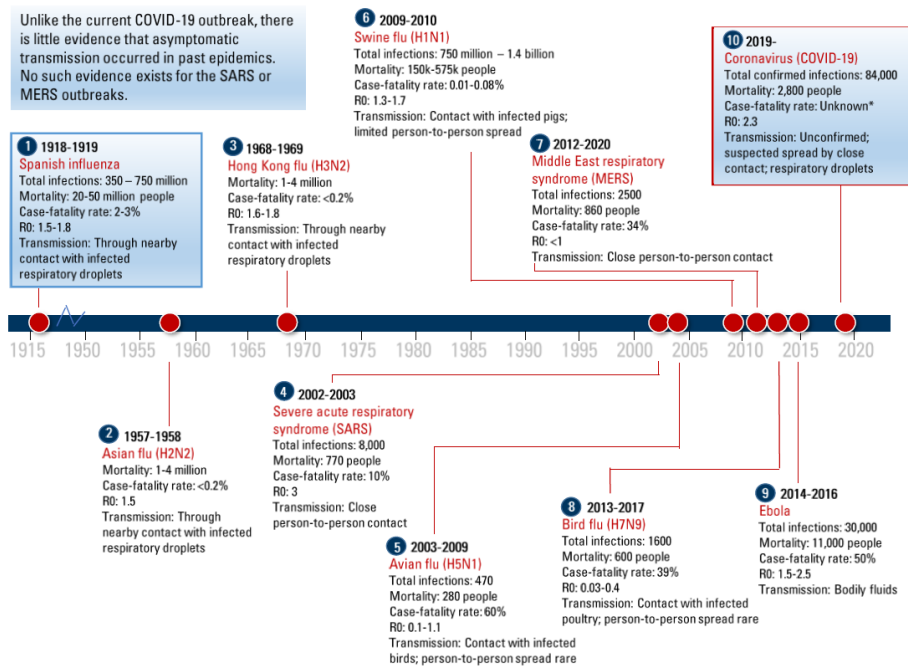 Unlike the current COVID-19 outbreak, there
is little evidence that asymptomatic
transmission occurred in past epidemics.
No such evidence exists for the SARS or
MERS outbreaks.
1 1918-1919
Spanish influenza
Total infections: 350 – 750 million
Mortality: 20-50 million people
Case-fatality rate: 2-3%
R0: 1.5-1.8
Transmission: Through nearby
contact with infected
respiratory droplets
3 1968-1969
Hong Kong flu (H3N2)
Mortality: 1-4 million
Case-fatality rate: <0.2%
R0: 1.6-1.8
Transmission: Through nearby
contact with infected
respiratory droplets
6 2009-2010
Swine flu (H1N1)
Total infections: 750 million – 1.4 billion
Mortality: 150k-575k people
Case-fatality rate: 0.01-0.08%
R0: 1.3-1.7
Transmission: Contact with infected pigs;
limited person-to-person spread
7 2012-2020
Middle East respiratory
syndrome (MERS)
Total infections: 2500
Mortality: 860 people
Case-fatality rate: 34%
R0: <1
Transmission: Close person-to-person contact
10 2019-
Coronavirus (COVID-19)
Total confirmed infections: 84,000
Mortality: 2,800 people
Case-fatality rate: Unknown*
R0: 2.3
Transmission: Unconfirmed;
suspected spread by close
contact; respiratory droplets
1915 1950 1955 1960 1965 1970 1975 1980 1985 1990 1995 2000 2005 2010 2015 2020
2 1957-1958
Asian flu (H2N2)
Mortality: 1-4 million
Case-fatality rate: <0.2%
R0: 1.5
Transmission: Through
nearby contact with infected
respiratory droplets
4 2002-2003
Severe acute respiratory
syndrome (SARS)
Total infections: 8,000
Mortality: 770 people
Case-fatality rate: 10%
R0: 3
Transmission: Close
person-to-person contact
5 2003-2009
Avian flu (H5N1)
Total infections: 470
Mortality: 280 people
Case-fatality rate: 60%
R0: 0.1-1.1
Transmission: Contact with infected
birds; person-to-person spread rare
8 2013-2017
Bird flu (H7N9)
Total infections: 1600
Mortality: 600 people
Case-fatality rate: 39%
R0: 0.03-0.4
Transmission: Contact with infected
poultry; person-to-person spread rare
9 2014-2016
Ebola
Total infections: 30,000
Mortality: 11,000 people
Case-fatality rate: 50%
R0: 1.5-2.5
Transmission: Bodily fluids